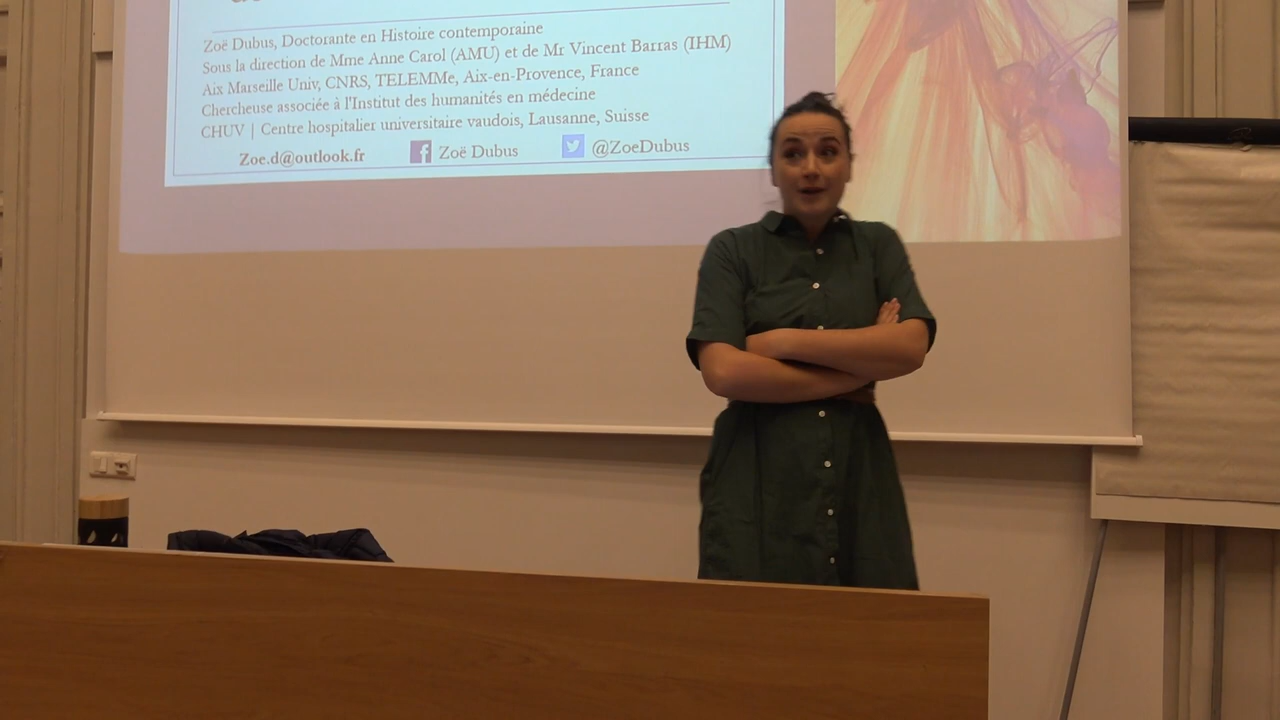 Zoë Dubus, Doctorante en Histoire contemporaine
Sous la direction de Mme Anne Carol (AMU) et de Mr Vincent Barras (IHM)
Aix Marseille Univ, CNRS, TELEMMe, Aix-en-Provence, France
Chercheuse associée à l'Institut des humanités en médecine
CHUV | Centre hospitalier universitaire vaudois, Lausanne, Suisse
Zoe.d@outlook.fr f Zoë Dubus @ZoeDubus